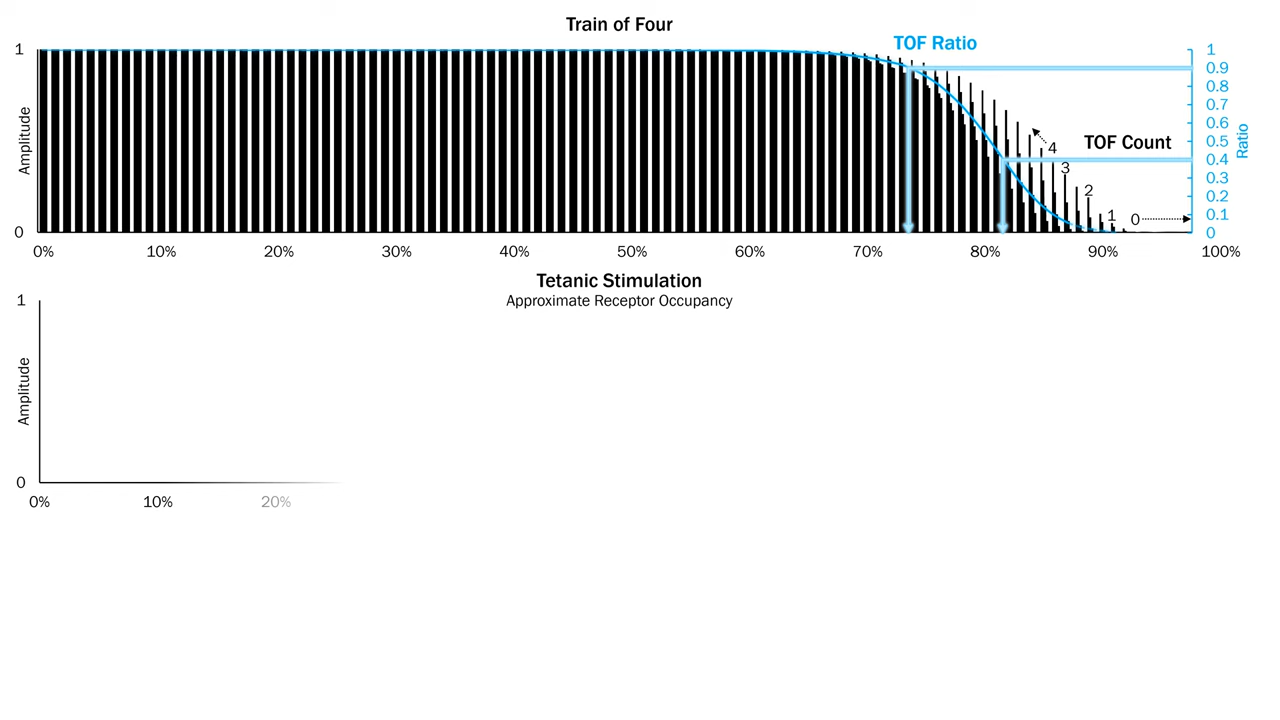 Train of Four
TOF Ratio
1
Amplitude
0
1
0.9
0.8
0.7
0.6
0.5
0.4
0.3
0.2
0.1
0
Ratio
TOF Count
4
3
2
1
0
0% 10% 20% 30% 40% 50% 60% 70% 80% 90% 100%
Tetanic Stimulation
Approximate Receptor Occupancy
1
Amplitude
0
0% 10% 20%